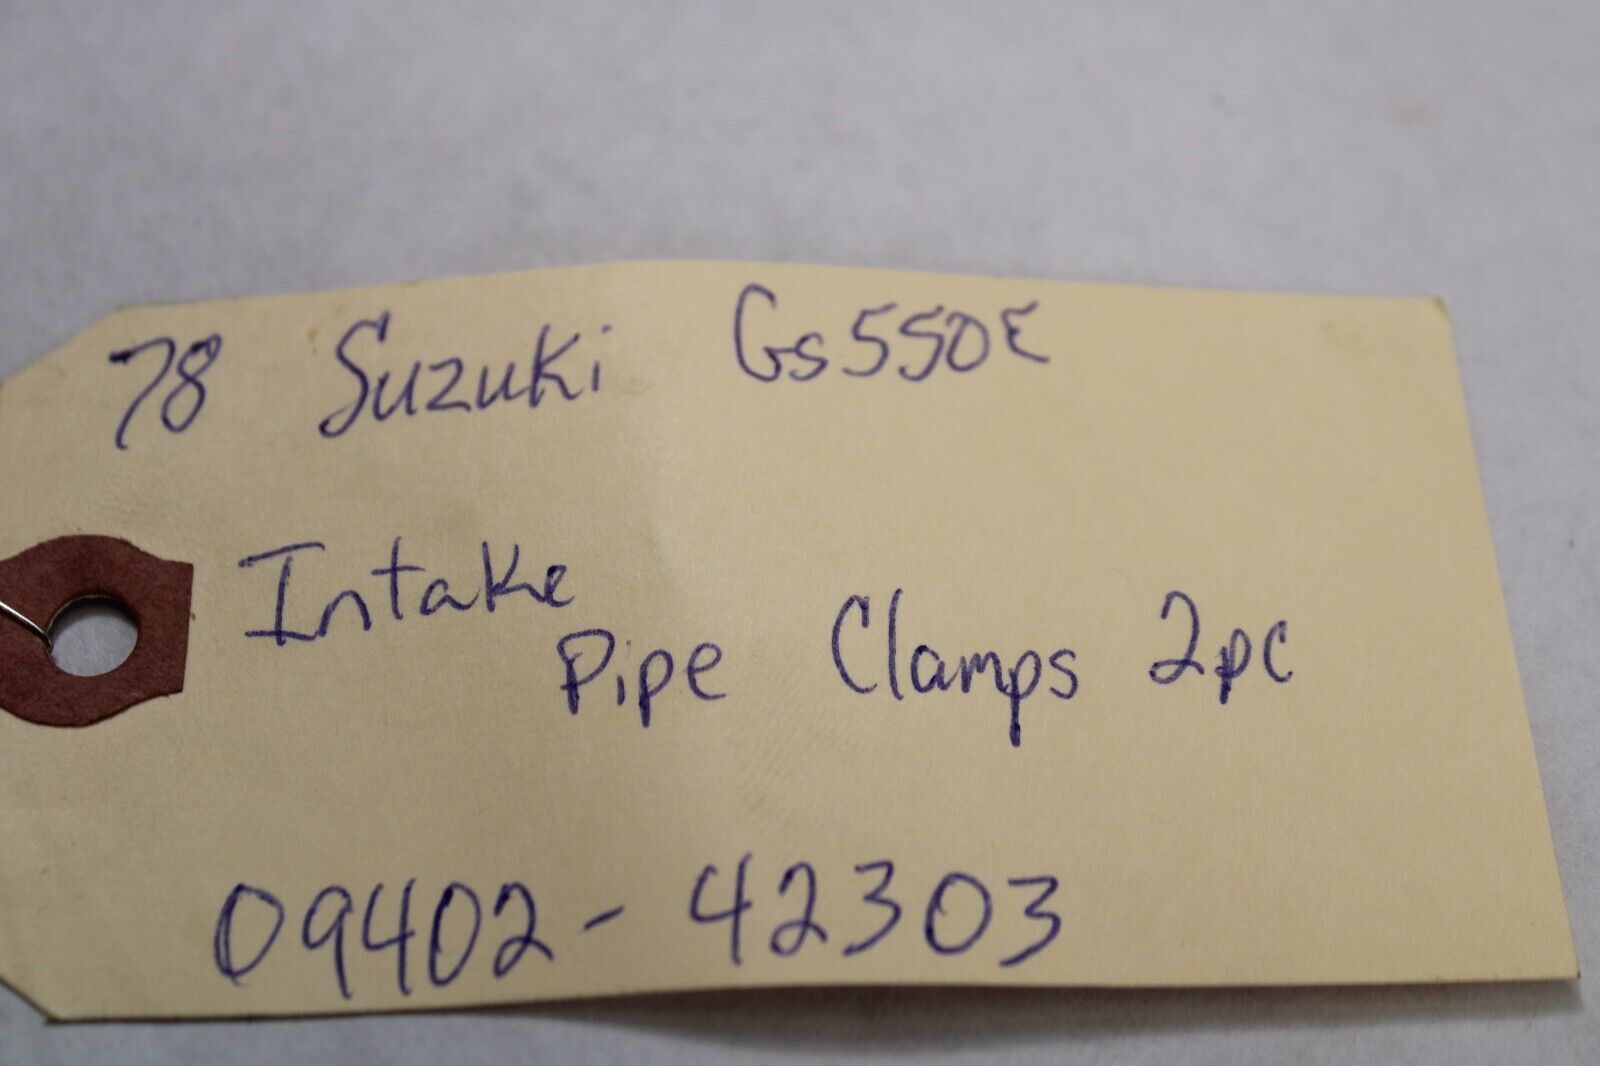 78 Suzuki Gs550E
Intake
Pipe Clamps 2pc
09402-42303